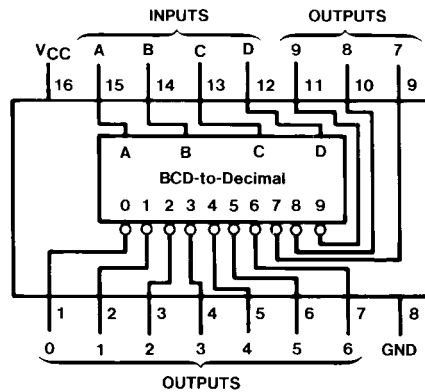 INPUTS OUTPUTS
VCC A B C D 9 8 7
16 15 14 13 12 11 10 9
A B C D
BCD-to-Decimal
0 1 2 3 4 5 6 7 8 9
1 2 3 4 5 6 7 8
0 1 2 3 4 5 6 GND
OUTPUTS